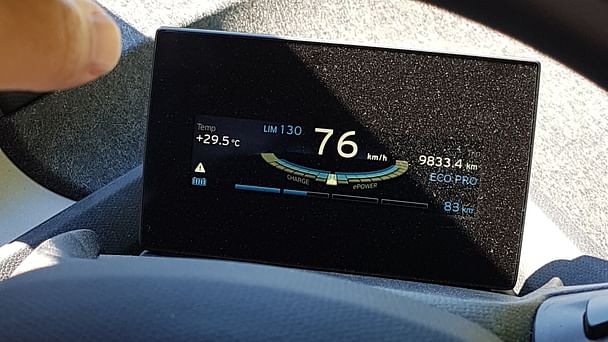 Temp
+29.5 °C
LIM 130
76 km/h
9833.4 km
ECO PRO
CHARGE
ePOWER
83 km